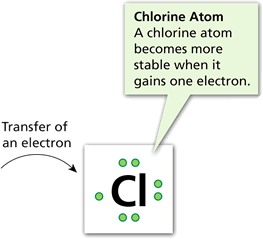 Chlorine Atom
A chlorine atom
becomes more
stable when it
gains one electron.
Transfer of
an electron
Cl